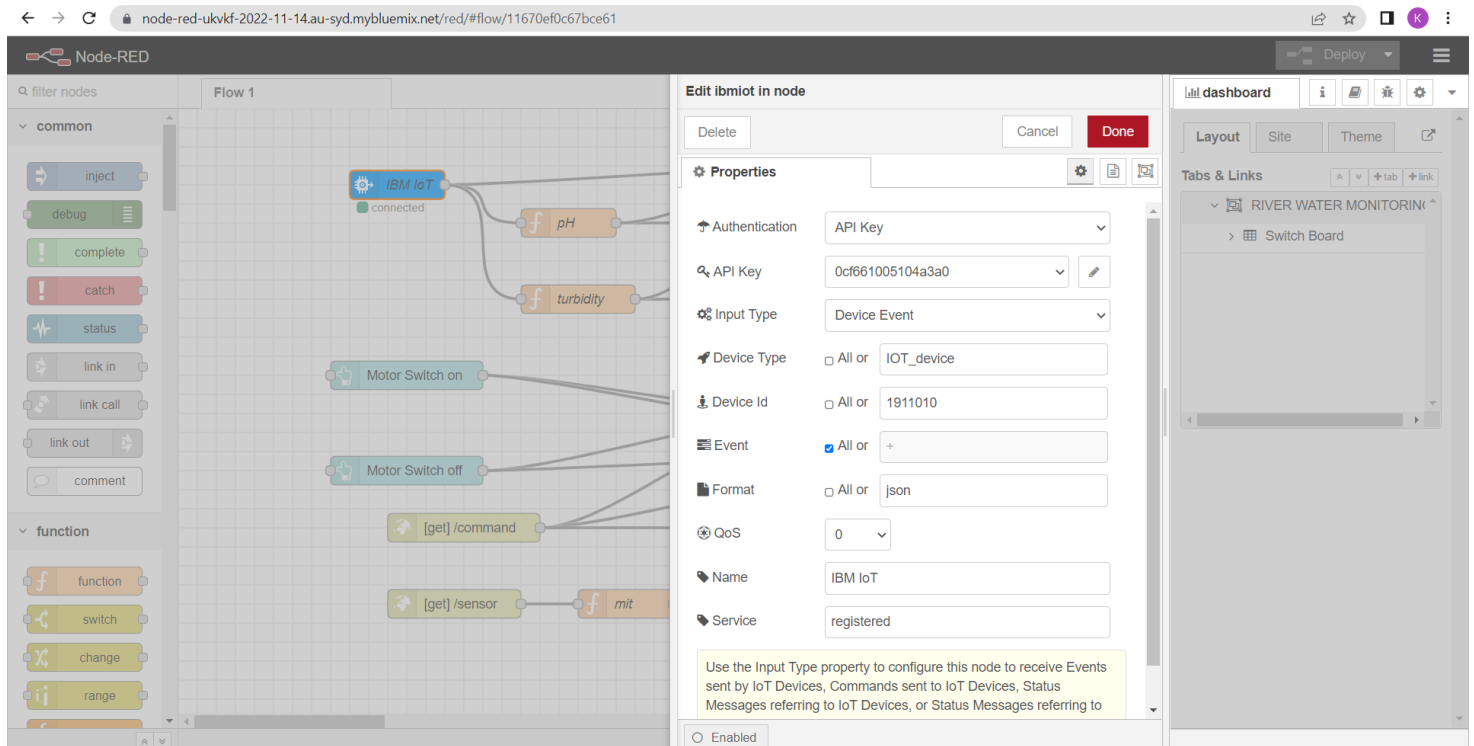 node-red-ukvkf-2022-11-14.au-syd.mybluemix.net/red/#flow/11670ef0c67bce61
K
Node-RED
Deploy
filter nodes
Flow 1
common
inject
debug
complete
catch
status
link in
link call
link out
comment
function
function
switch
change
range
IBM IoT
connected
pH
turbidity
Motor Switch on
Motor Switch off
[get] /command
[get] /sensor
mit
Edit ibmiot in node
Delete
Cancel
Done
Properties
Authentication
API Key
API Key
0cf661005104a3a0
Input Type
Device Event
Device Type
All or
IOT_device
Device Id
All or
1911010
Event
All or
+
Format
All or
json
QoS
0
Name
IBM IoT
Service
registered
Use the Input Type property to configure this node to receive Events
sent by IoT Devices, Commands sent to IoT Devices, Status
Messages referring to IoT Devices, or Status Messages referring to
Enabled
dashboard
i
Layout
Site
Theme
Tabs & Links
+tab
+link
RIVER WATER MONITORIN
Switch Board